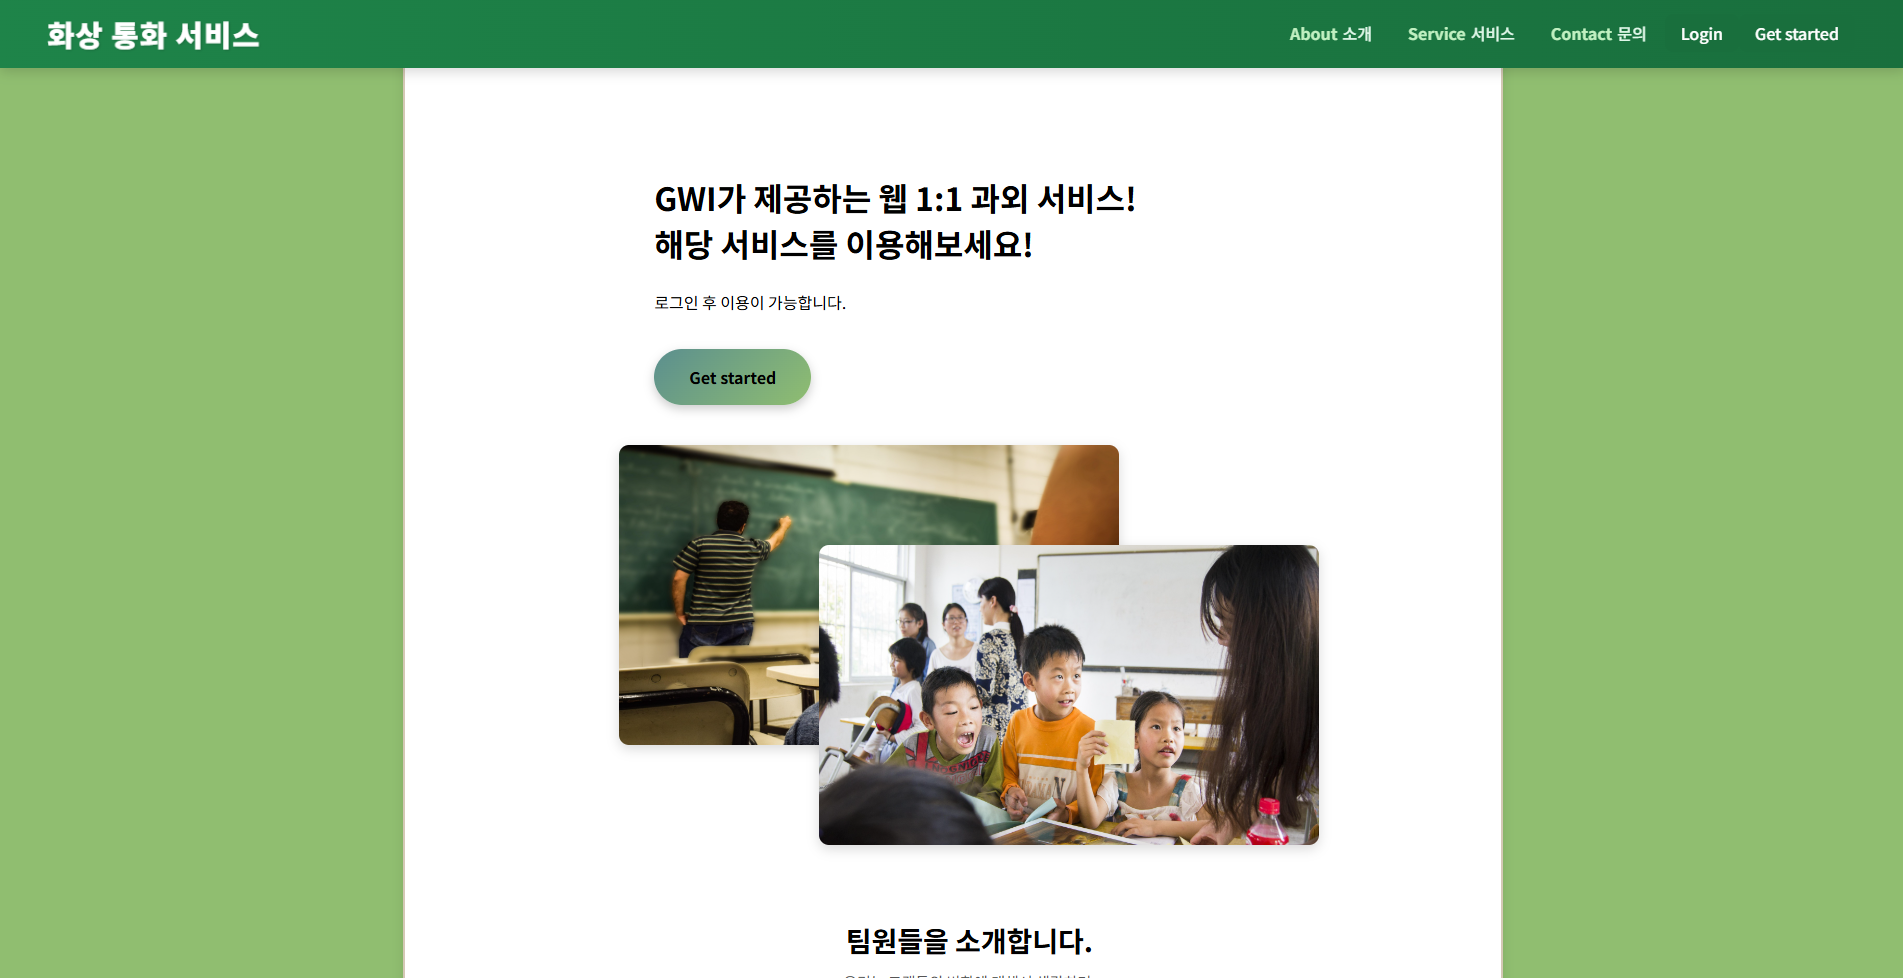 화상 통화 서비스
About 소개 Service 서비스 Contact 문의 Login Get started
GWI가 제공하는 웹 1:1 과외 서비스!
해당 서비스를 이용해보세요!
로그인 후 이용이 가능합니다.
Get started
팀원들을 소개합니다.